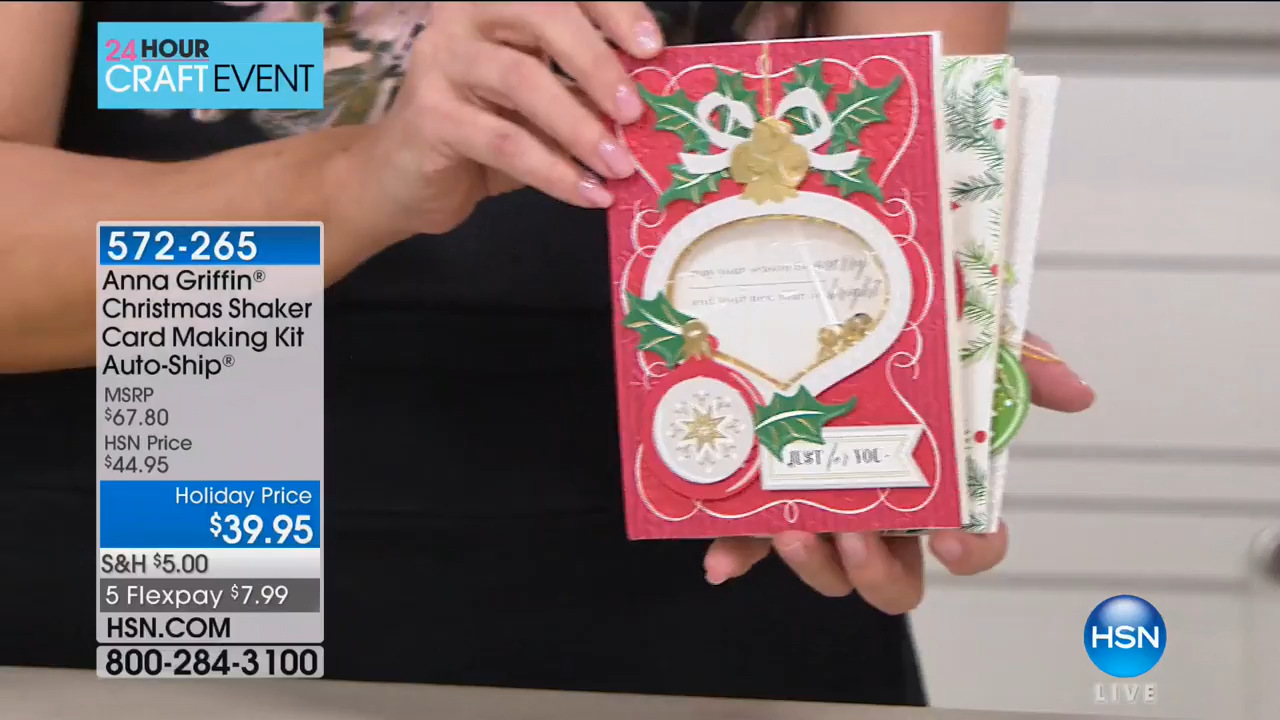 24 HOUR
CRAFT EVENT
572-265
Anna Griffin®
Christmas Shaker
Card Making Kit
Auto-Ship®
MSRP
$67.80
HSN Price
$44.95
Holiday Price
$39.95
S&H $5.00
5 Flexpay $7.99
HSN.COM
800-284-3100
JUST for YOU
HSN
LIVE